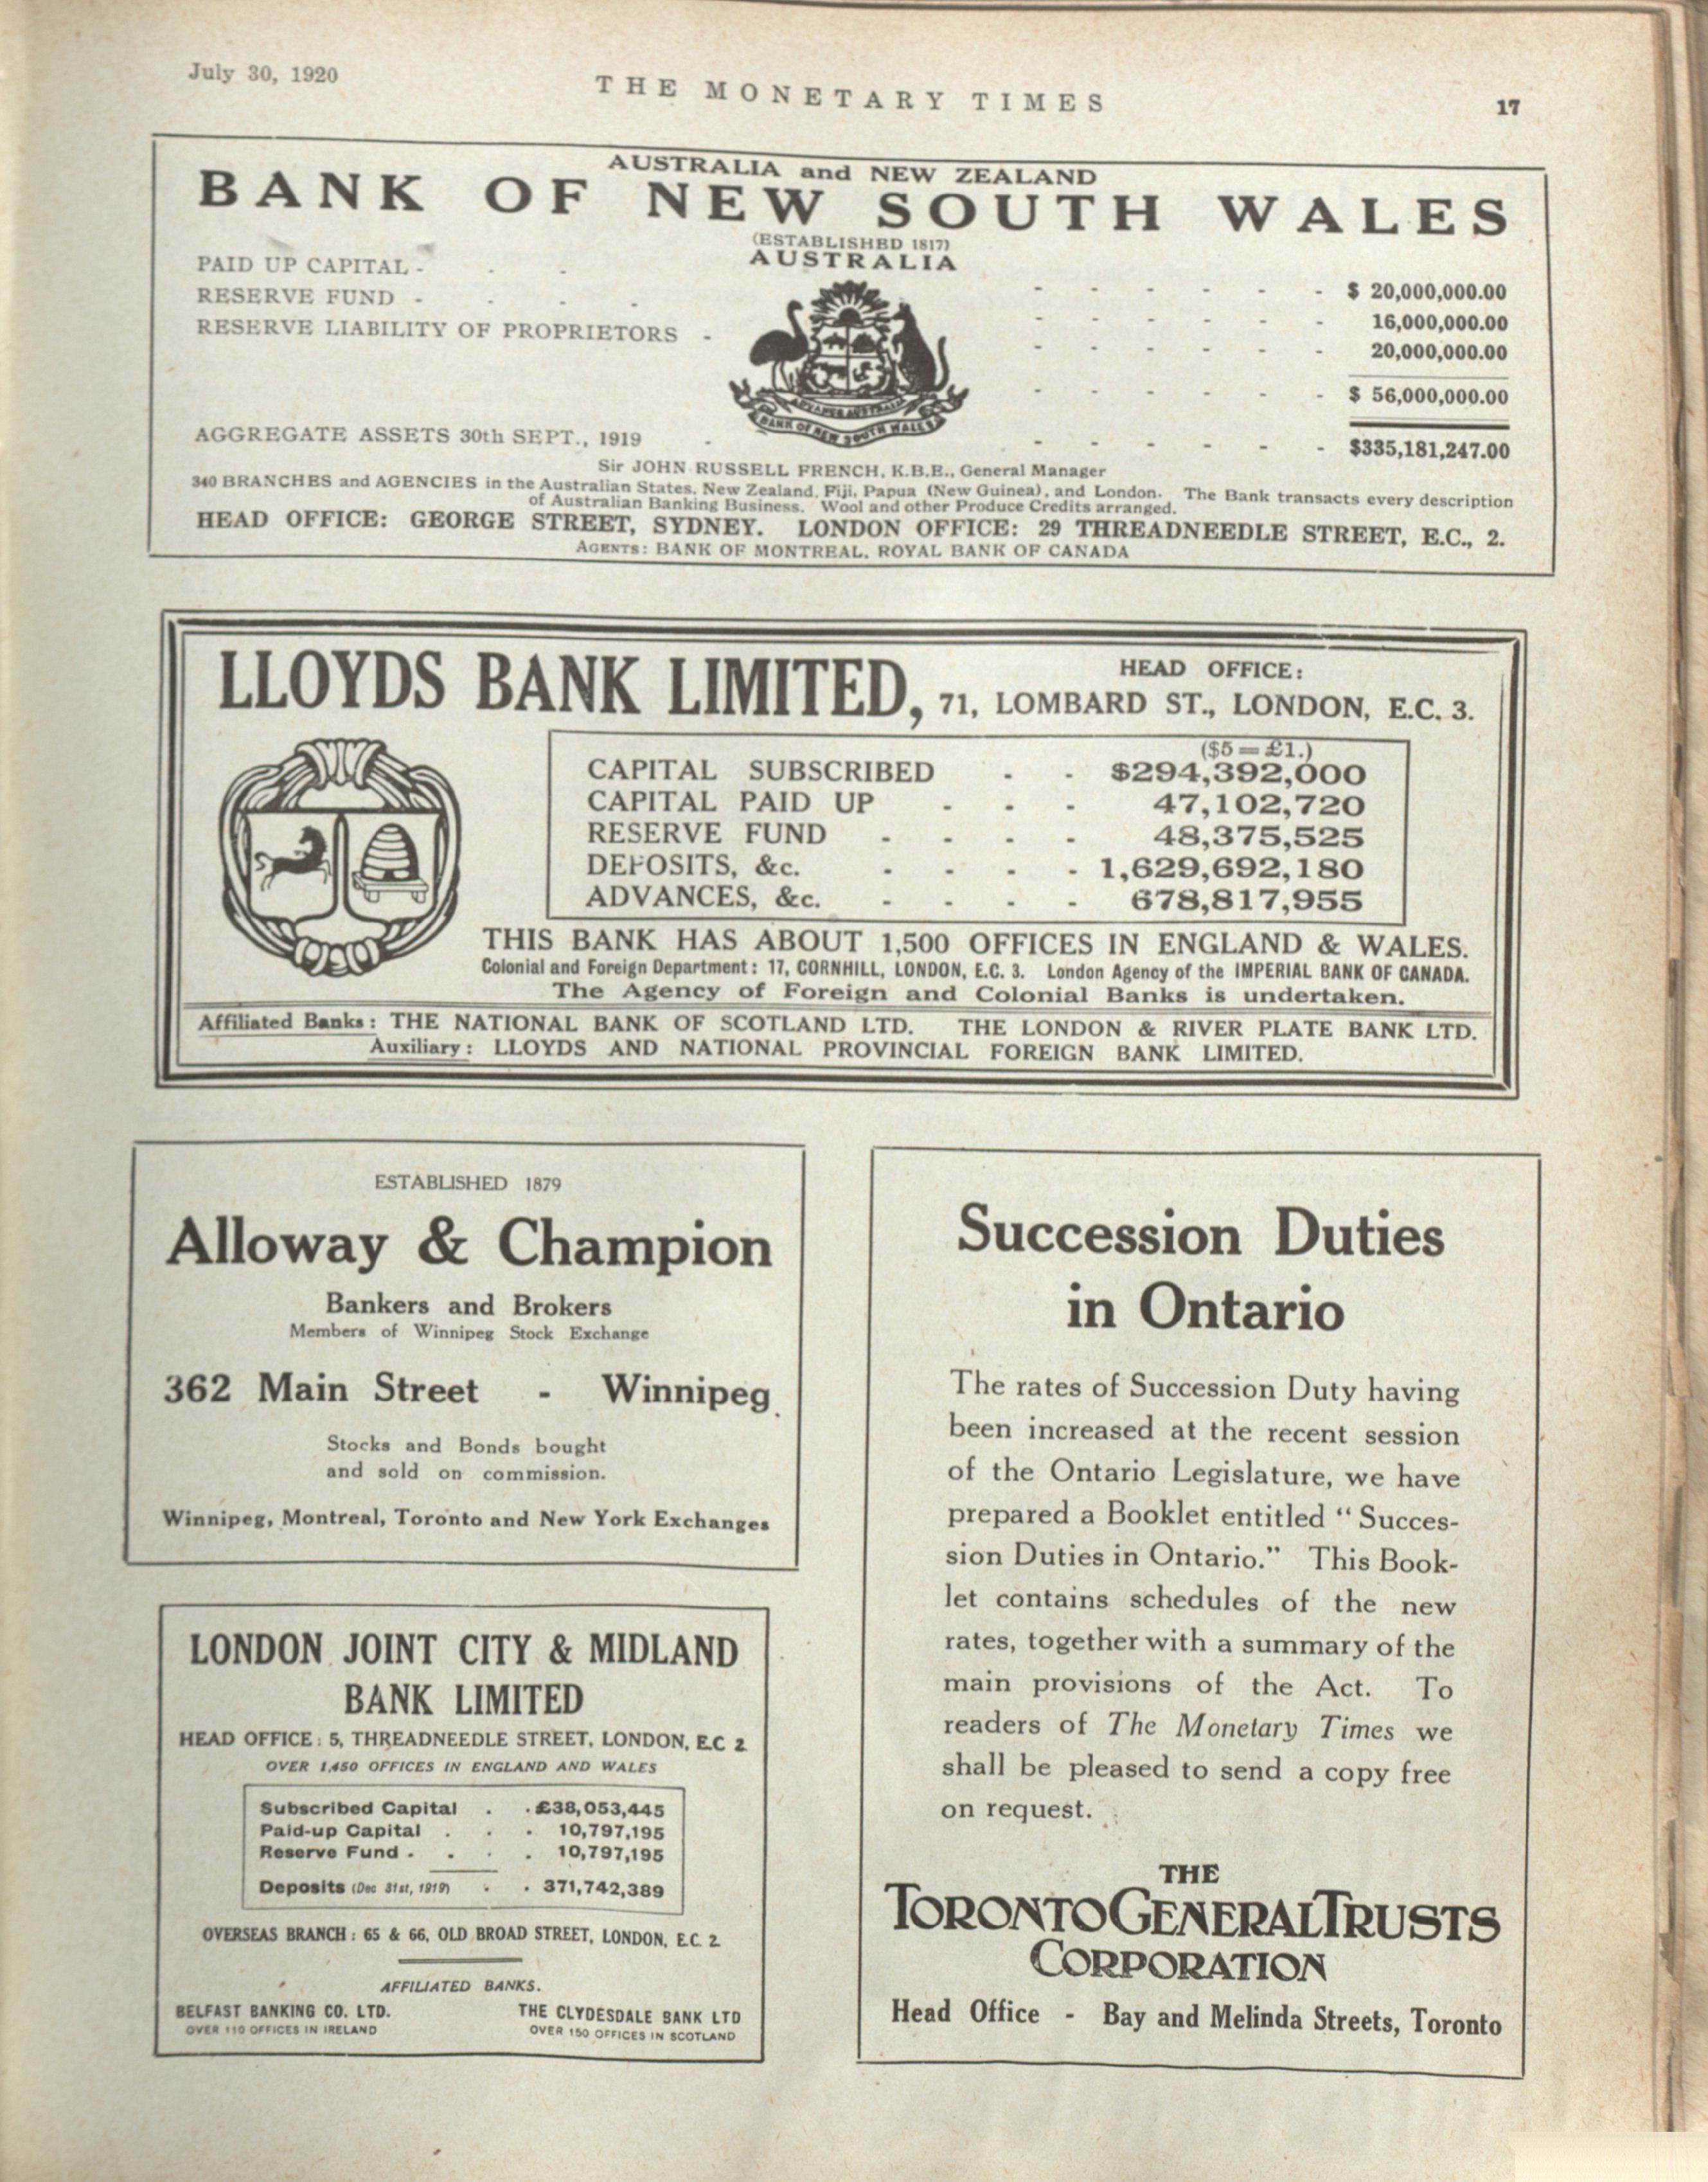 July 30, 1920
THE MONETARY TIMES
17
AUSTRALIA and NEW ZEALAND
BANK OF NEW SOUTH WALES
(ESTABLISHED 1817)
AUSTRALIA
PAID UP CAPITAL - - - - - - - - - $ 20,000,000.00
RESERVE FUND - - - - - - - - - - 16,000,000.00
RESERVE LIABILITY OF PROPRIETORS - - - - - - - 20,000,000.00
- - - - - - $ 56,000,000.00
AGGREGATE ASSETS 30th SEPT., 1919 - - - - - - - $335,181,247.00
ADVANCE AUSTRALIA
BANK OF NEW SOUTH WALES
Sir JOHN RUSSELL FRENCH, K.B.E., General Manager
340 BRANCHES and AGENCIES in the Australian States, New Zealand, Fiji, Papua (New Guinea), and London. The Bank transacts every description
of Australian Banking Business. Wool and other Produce Credits arranged.
HEAD OFFICE: GEORGE STREET, SYDNEY. LONDON OFFICE: 29 THREADNEEDLE STREET, E.C., 2.
AGENTS: BANK OF MONTREAL, ROYAL BANK OF CANADA
LLOYDS BANK LIMITED,
HEAD OFFICE:
71, LOMBARD ST., LONDON, E.C. 3.
($5 = £1.)
CAPITAL SUBSCRIBED - - $294,392,000
CAPITAL PAID UP - - - 47,102,720
RESERVE FUND - - - - 48,375,525
DEPOSITS, &c. - - - - 1,629,692,180
ADVANCES, &c. - - - - 678,817,955
THIS BANK HAS ABOUT 1,500 OFFICES IN ENGLAND & WALES.
Colonial and Foreign Department: 17, CORNHILL, LONDON, E.C. 3. London Agency of the IMPERIAL BANK OF CANADA.
The Agency of Foreign and Colonial Banks is undertaken.
Affiliated Banks: THE NATIONAL BANK OF SCOTLAND LTD. THE LONDON & RIVER PLATE BANK LTD.
Auxiliary: LLOYDS AND NATIONAL PROVINCIAL FOREIGN BANK LIMITED.
ESTABLISHED 1879
Alloway & Champion
Bankers and Brokers
Members of Winnipeg Stock Exchange
362 Main Street - Winnipeg
Stocks and Bonds bought
and sold on commission.
Winnipeg, Montreal, Toronto and New York Exchanges
LONDON JOINT CITY & MIDLAND
BANK LIMITED
HEAD OFFICE: 5, THREADNEEDLE STREET, LONDON, E.C 2
OVER 1,450 OFFICES IN ENGLAND AND WALES
Subscribed Capital . . £38,053,445
Paid-up Capital . . . 10,797,195
Reserve Fund . . . . 10,797,195
Deposits (Dec 31st, 1919) . . 371,742,389
OVERSEAS BRANCH: 65 & 66, OLD BROAD STREET, LONDON, E.C. 2
AFFILIATED BANKS.
BELFAST BANKING CO. LTD. THE CLYDESDALE BANK LTD
OVER 110 OFFICES IN IRELAND OVER 150 OFFICES IN SCOTLAND
Succession Duties
in Ontario
The rates of Succession Duty having
been increased at the recent session
of the Ontario Legislature, we have
prepared a Booklet entitled “Succes-
sion Duties in Ontario.” This Book-
let contains schedules of the new
rates, together with a summary of the
main provisions of the Act. To
readers of The Monetary Times we
shall be pleased to send a copy free
on request.
THE
TORONTO GENERAL TRUSTS
CORPORATION
Head Office - Bay and Melinda Streets, Toronto